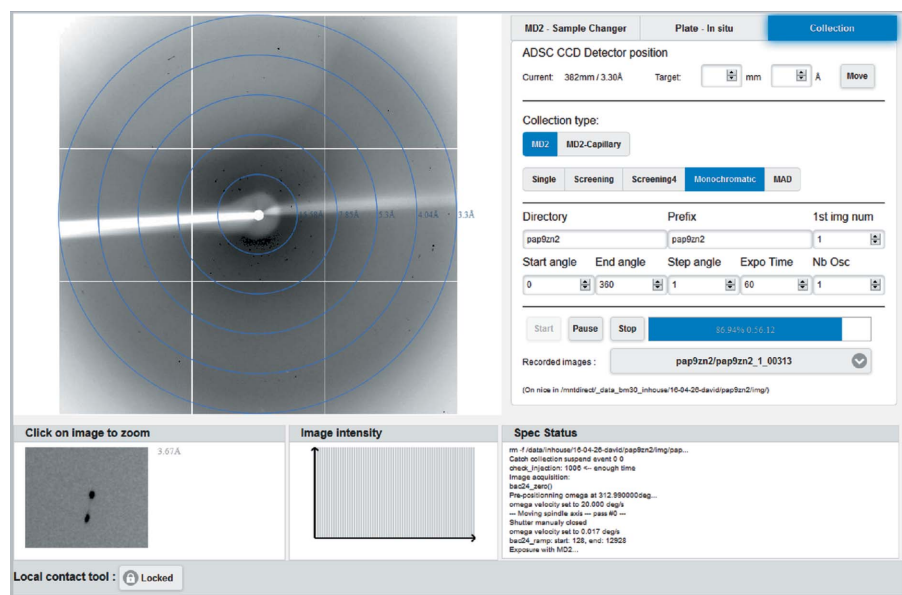 MD2 - Sample Changer Plate - In situ Collection
ADSC CCD Detector position
Current: 382mm / 3.30Å Target: mm Å Move
Collection type:
MD2 MD2-Capillary
Single Screening Screening4 Monochromatic MAD
Directory Prefix 1st img num
pap9zn2 pap9zn2 1
Start angle End angle Step angle Expo Time Nb Osc
0 360 1 60 1
5.3Å 4.04Å 3.3Å
Start Pause Stop 86.94% 0:56:12
Recorded images : pap9zn2/pap9zn2_1_00313
(On nice in /mntdirect/_data_bm30_inhouse/16-04-26-david/pap9zn2/img/)
Click on image to zoom
3.67Å
Image intensity
Spec Status
rm -f /data/inhouse/16-04-26-david/pap9zn2/img/pap...
Catch collection suspend event 0 0
check_injection: 1006 <-- enough time
Image acquisition:
bac24_zero()
Pre-positionning omega at 312.990000deg...
omega velocity set to 20.000 deg/s
--- Moving spindle axis --- pass #0 ---
Shutter manualy closed
omega velocity set to 0.017 deg/s
bac24_ramp: start: 128, end: 12928
Exposure with MD2...
Local contact tool : Locked